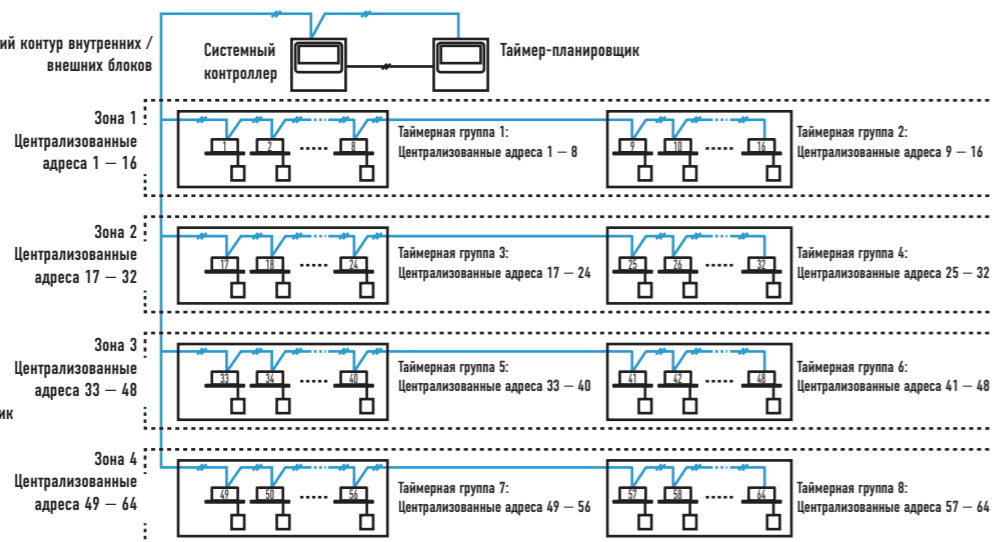 ий контур внутренних /
внешних блоков
Системный
контроллер
Таймер-планировщик
Зона 1
Централизованные
адреса 1 — 16
1
2
8
Таймерная группа 1:
Централизованные адреса 1 — 8
9
10
16
Таймерная группа 2:
Централизованные адреса 9 — 16
Зона 2
Централизованные
адреса 17 — 32
17
18
24
Таймерная группа 3:
Централизованные адреса 17 — 24
25
26
32
Таймерная группа 4:
Централизованные адреса 25 — 32
Зона 3
Централизованные
адреса 33 — 48
ик
33
34
40
Таймерная группа 5:
Централизованные адреса 33 — 40
41
42
48
Таймерная группа 6:
Централизованные адреса 41 — 48
Зона 4
Централизованные
адреса 49 — 64
49
50
56
Таймерная группа 7:
Централизованные адреса 49 — 56
57
58
64
Таймерная группа 8:
Централизованные адреса 57 — 64